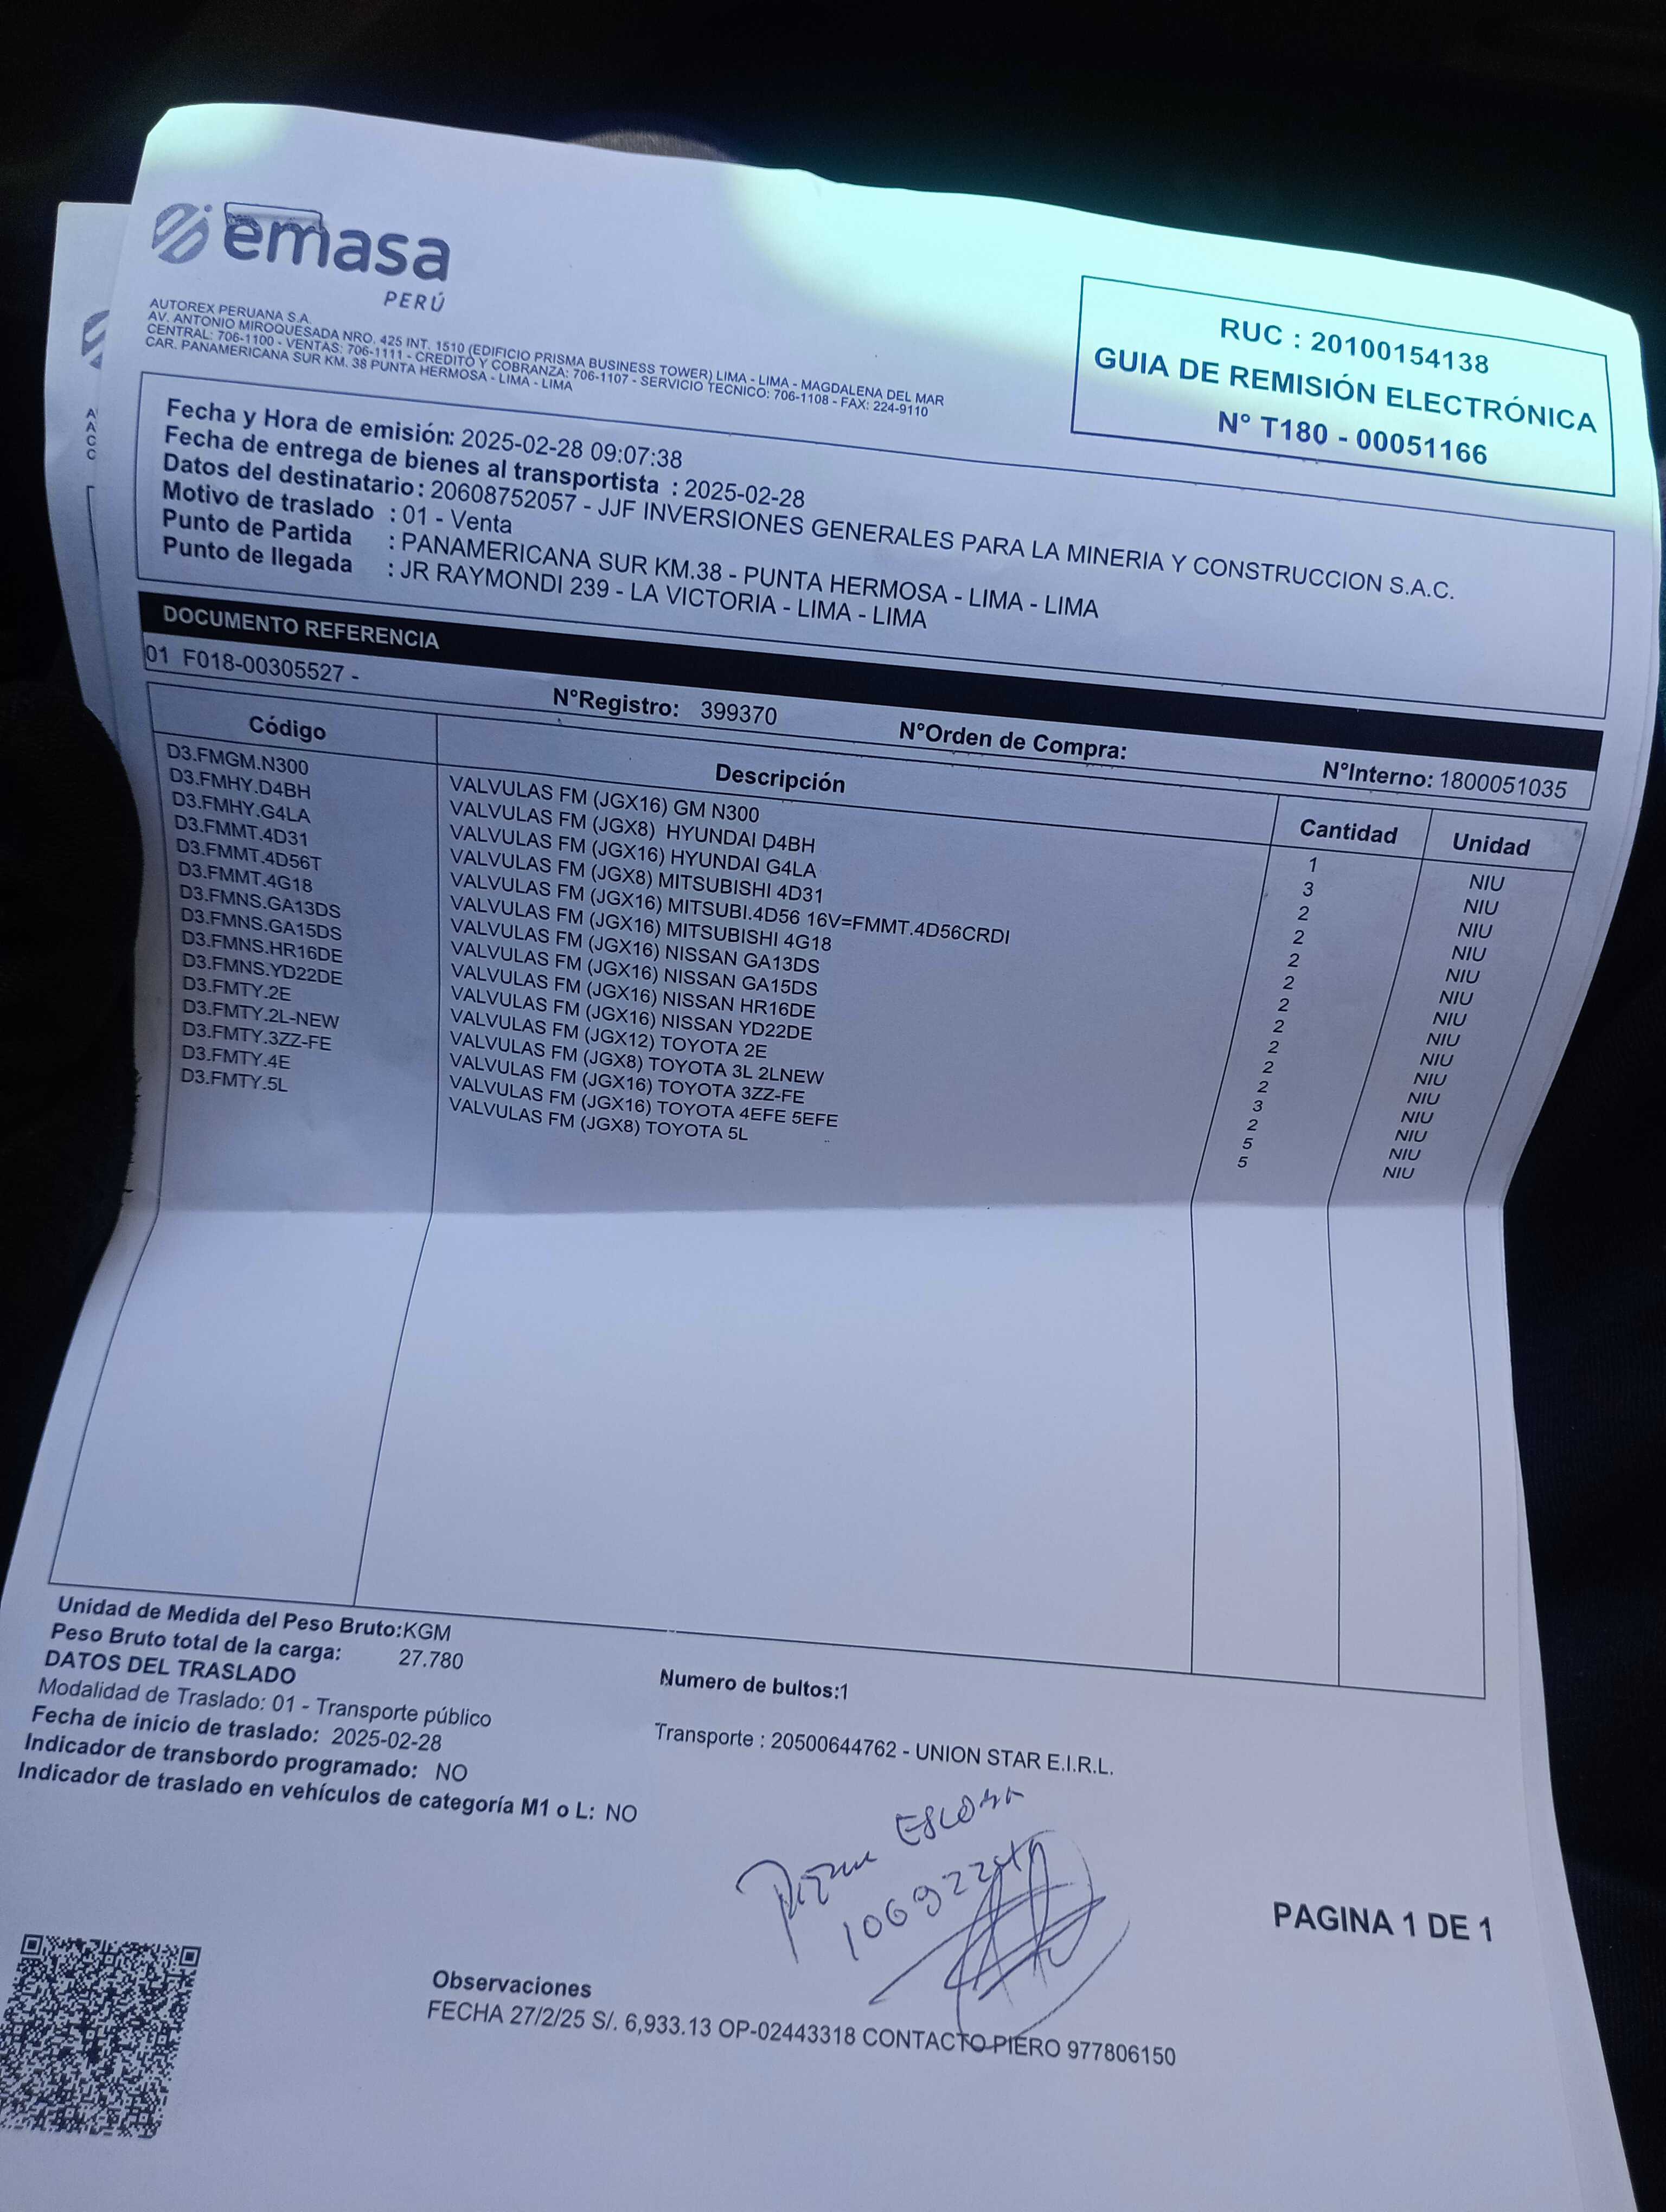 emasa
PERÚ
AUTOREX PERUANA S.A.
AV. ANTONIO MIROQUESADA NRO. 425 INT. 1510 (EDIFICIO PRISMA BUSINESS TOWER) LIMA - LIMA - MAGDALENA DEL MAR
CENTRAL: 706-1100 - VENTAS: 706-1111 - CREDITO Y COBRANZA: 706-1107 - SERVICIO TECNICO: 706-1108 - FAX: 224-9110
CAR. PANAMERICANA SUR KM. 38 PUNTA HERMOSA - LIMA - LIMA
RUC : 20100154138
GUIA DE REMISIÓN ELECTRÓNICA
N° T180 - 00051166
Fecha y Hora de emisión: 2025-02-28 09:07:38
Fecha de entrega de bienes al transportista : 2025-02-28
Datos del destinatario: 20608752057 - JJF INVERSIONES GENERALES PARA LA MINERIA Y CONSTRUCCION S.A.C.
Motivo de traslado : 01 - Venta
Punto de Partida : PANAMERICANA SUR KM.38 - PUNTA HERMOSA - LIMA - LIMA
Punto de llegada : JR RAYMONDI 239 - LA VICTORIA - LIMA - LIMA
DOCUMENTO REFERENCIA
01 F018-00305527 - N°Registro: 399370 N°Orden de Compra: N°Interno: 1800051035
Código Descripción Cantidad Unidad
D3.FMGM.N300 VALVULAS FM (JGX16) GM N300 1 NIU
D3.FMHY.D4BH VALVULAS FM (JGX8) HYUNDAI D4BH 3 NIU
D3.FMHY.G4LA VALVULAS FM (JGX16) HYUNDAI G4LA 2 NIU
D3.FMMT.4D31 VALVULAS FM (JGX8) MITSUBISHI 4D31 2 NIU
D3.FMMT.4D56T VALVULAS FM (JGX16) MITSUBI.4D56 16V=FMMT.4D56CRDI 2 NIU
D3.FMMT.4G18 VALVULAS FM (JGX16) MITSUBISHI 4G18 2 NIU
D3.FMNS.GA13DS VALVULAS FM (JGX16) NISSAN GA13DS 2 NIU
D3.FMNS.GA15DS VALVULAS FM (JGX16) NISSAN GA15DS 2 NIU
D3.FMNS.HR16DE VALVULAS FM (JGX16) NISSAN HR16DE 2 NIU
D3.FMNS.YD22DE VALVULAS FM (JGX16) NISSAN YD22DE 2 NIU
D3.FMTY.2E VALVULAS FM (JGX12) TOYOTA 2E 2 NIU
D3.FMTY.2L-NEW VALVULAS FM (JGX8) TOYOTA 3L 2LNEW 3 NIU
D3.FMTY.3ZZ-FE VALVULAS FM (JGX16) TOYOTA 3ZZ-FE 2 NIU
D3.FMTY.4E VALVULAS FM (JGX16) TOYOTA 4EFE 5EFE 5 NIU
D3.FMTY.5L VALVULAS FM (JGX8) TOYOTA 5L 5 NIU
Unidad de Medida del Peso Bruto:KGM
Peso Bruto total de la carga: 27.780 Numero de bultos:1
DATOS DEL TRASLADO
Modalidad de Traslado: 01 - Transporte público Transporte : 20500644762 - UNION STAR E.I.R.L.
Fecha de inicio de traslado: 2025-02-28
Indicador de transbordo programado: NO
Indicador de traslado en vehículos de categoría M1 o L: NO
PAGINA 1 DE 1
Observaciones
FECHA 27/2/25 S/. 6,933.13 OP-02443318 CONTACTO PIERO 977806150